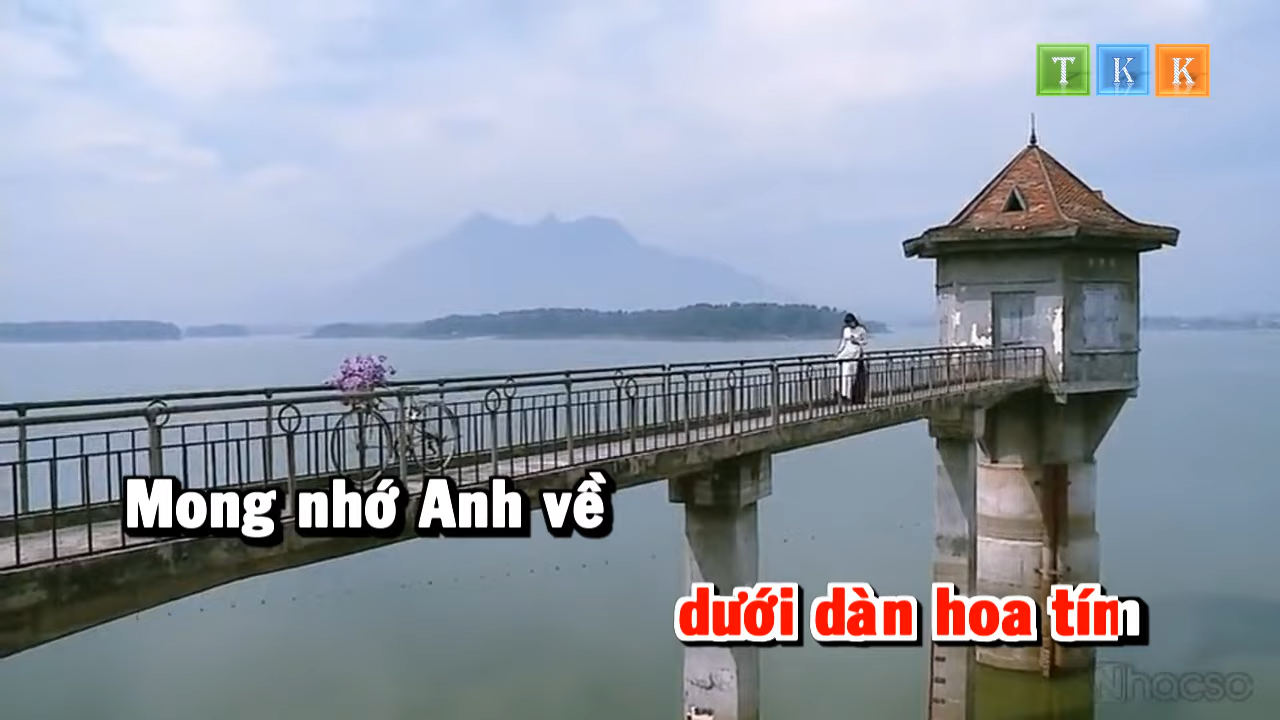 TKK
Mong nhớ Anh về
dưới dàn hoa tím
Nhacso